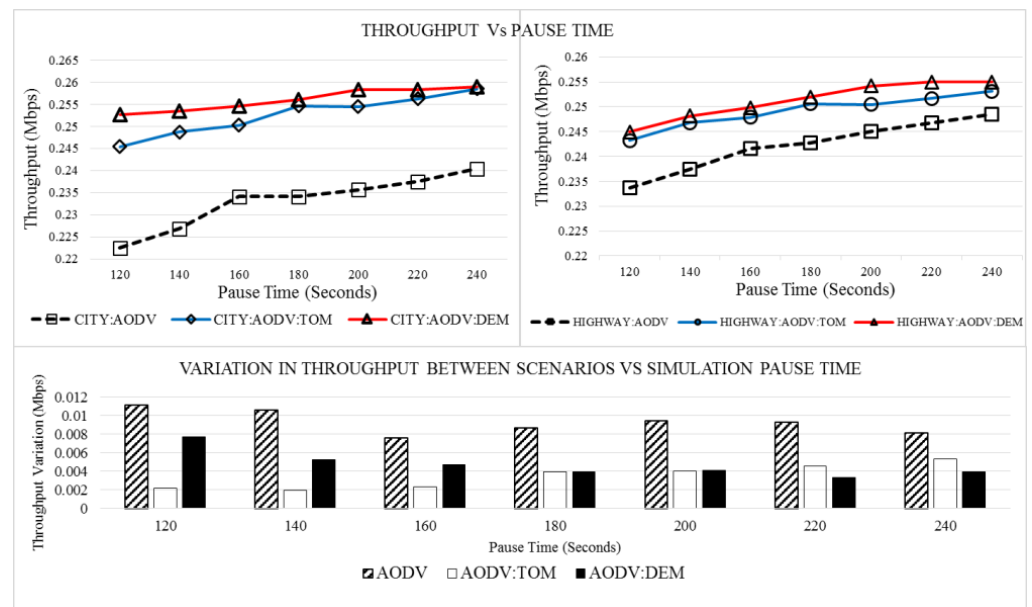 THROUGHPUT Vs PAUSE TIME
Throughput (Mbps)
0.265
0.26
0.255
0.25
0.245
0.24
0.235
0.23
0.225
0.22
120 140 160 180 200 220 240
Pause Time (Seconds)
CITY:AODV CITY:AODV:TOM CITY:AODV:DEM
Throughput (Mbps)
0.26
0.255
0.25
0.245
0.24
0.235
0.23
0.225
0.22
120 140 160 180 200 220 240
Pause Time (Seconds)
HIGHWAY:AODV HIGHWAY:AODV:TOM HIGHWAY:AODV:DEM
VARIATION IN THROUGHPUT BETWEEN SCENARIOS VS SIMULATION PAUSE TIME
Throughput Variation (Mbps)
0.012
0.01
0.008
0.006
0.004
0.002
0
120 140 160 180 200 220 240
Pause Time (Seconds)
AODV AODV:TOM AODV:DEM